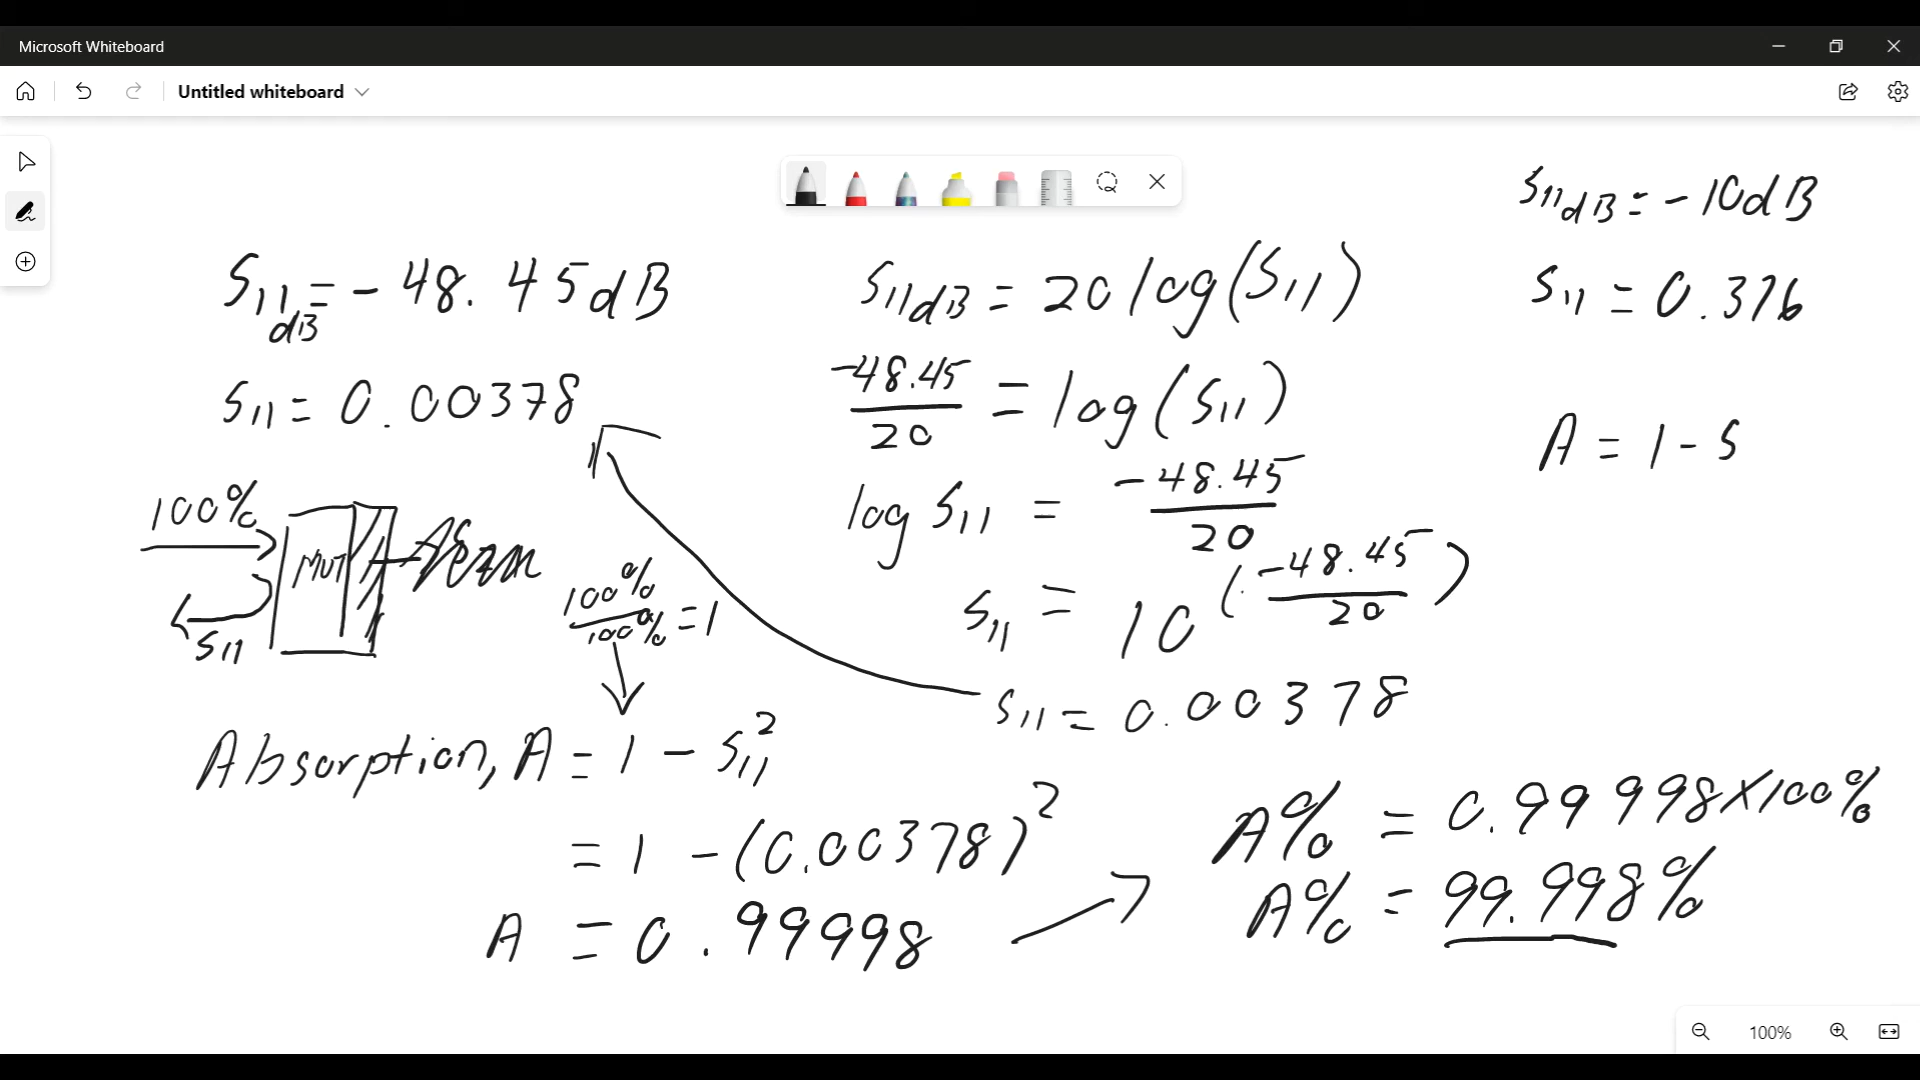 Microsoft Whiteboard
Untitled whiteboard
S₁₁dB = -48.45dB
S₁₁ = 0.00378
100%
MUT
S₁₁
100%/100% = 1
Absorption, A = 1 - S₁₁²
= 1 - (0.00378)²
A = 0.99998
S₁₁dB = 20 log(S₁₁)
-48.45/20 = log(S₁₁)
log S₁₁ = -48.45/20
S₁₁ = 10^(-48.45/20)
S₁₁ = 0.00378
A% = 0.99998 × 100%
A% = 99.998%
S₁₁dB = -10dB
S₁₁ = 0.376
A = 1 - S
100%